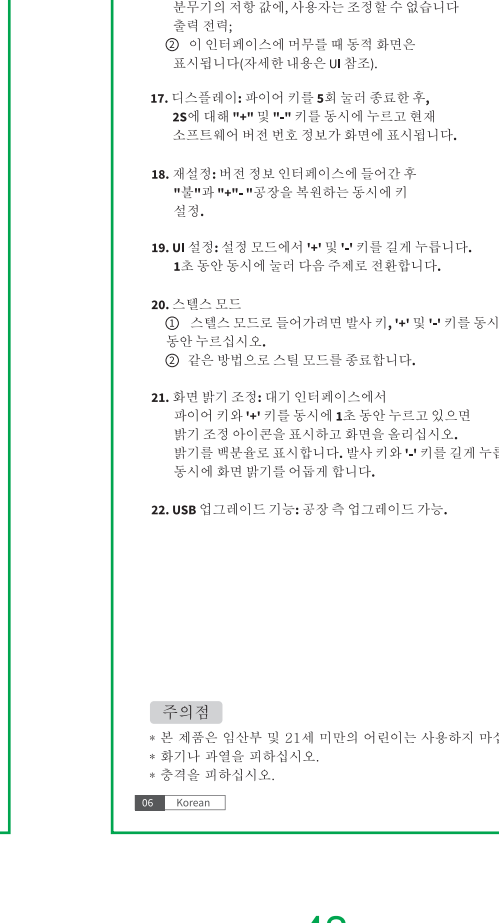 분무기의 저항 값에, 사용자는 조정할 수 없습니다
출력 전력;
② 이 인터페이스에 머무를 때 동적 화면은
표시됩니다(자세한 내용은 UI 참조).
17. 디스플레이: 파이어 키를 5회 눌러 종료한 후,
2S에 대해 "+" 및 "-" 키를 동시에 누르고 현재
소프트웨어 버전 번호 정보가 화면에 표시됩니다.
18. 재설정: 버전 정보 인터페이스에 들어간 후
"불"과 "+"- "공장을 복원하는 동시에 키
설정.
19. UI 설정: 설정 모드에서 '+' 및 '-' 키를 길게 누릅니다.
1초 동안 동시에 눌러 다음 주제로 전환합니다.
20. 스텔스 모드
① 스텔스 모드로 들어가려면 발사 키, '+' 및 '-' 키를 동시
동안 누르십시오.
② 같은 방법으로 스틸 모드를 종료합니다.
21. 화면 밝기 조정: 대기 인터페이스에서
파이어 키와 '+' 키를 동시에 1초 동안 누르고 있으면
밝기 조정 아이콘을 표시하고 화면을 올리십시오.
밝기를 백분율로 표시합니다. 발사 키와 '-' 키를 길게
동시에 화면 밝기를 어둡게 합니다.
22. USB 업그레이드 기능: 공장 측 업그레이드 가능.
주의점
* 본 제품은 임산부 및 21세 미만의 어린이는 사용하지
* 화기나 과열을 피하십시오.
* 충격을 피하십시오.
06 Korean